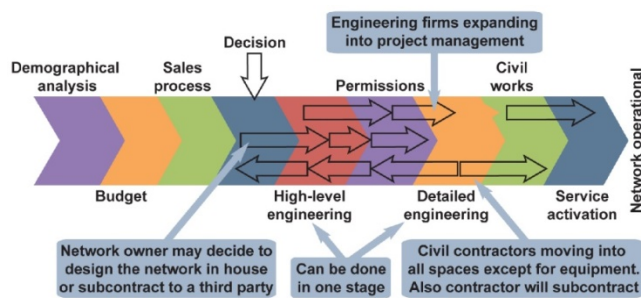 Engineering firms expanding
into project management
Decision
Demographical
analysis
Sales
process
Permissions
Civil
works
Network operational
Budget
High-level
engineering
Detailed
engineering
Service
activation
Network owner may decide to
design the network in house
or subcontract to a third party
Can be done
in one stage
Civil contractors moving into
all spaces except for equipment.
Also contractor will subcontract